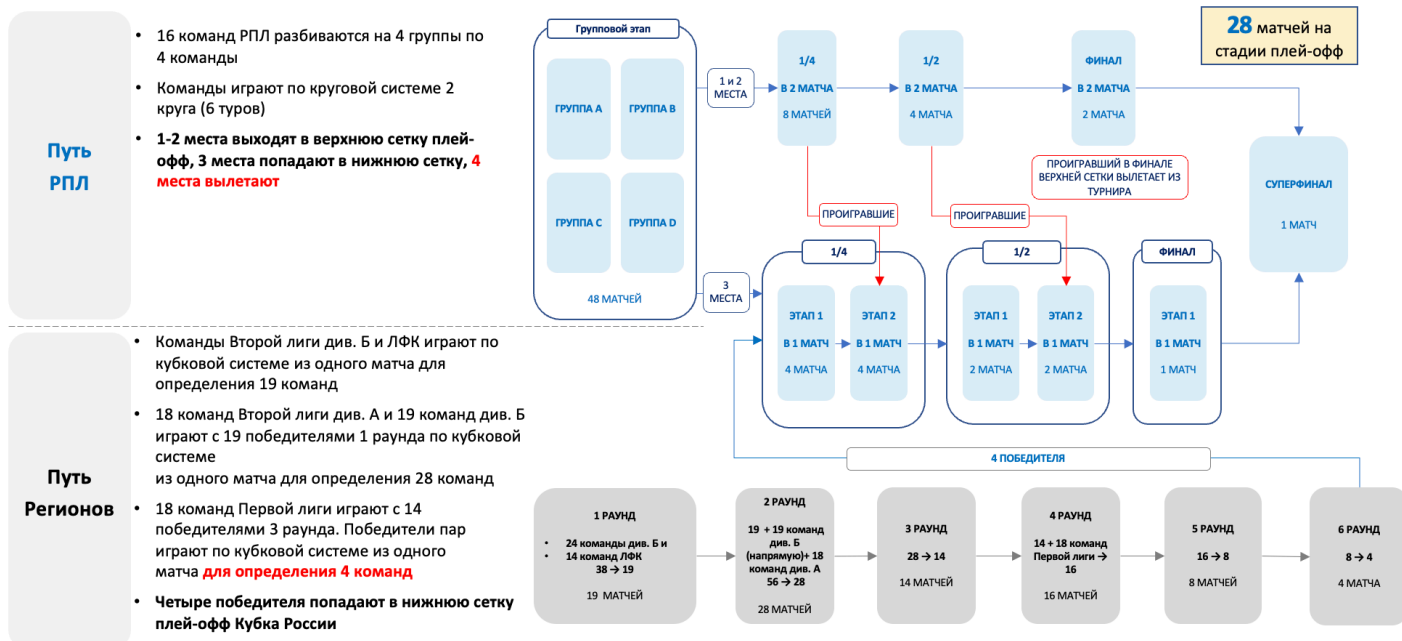 Путь
РПЛ
• 16 команд РПЛ разбиваются на 4 группы по
4 команды
• Команды играют по круговой системе 2
круга (6 туров)
• 1-2 места выходят в верхнюю сетку плей-
офф, 3 места попадают в нижнюю сетку, 4
места вылетают
Групповой этап
ГРУППА A
ГРУППА B
ГРУППА C
ГРУППА D
48 МАТЧЕЙ
1 и 2
МЕСТА
3
МЕСТА
1/4
В 2 МАТЧА
8 МАТЧЕЙ
1/2
В 2 МАТЧА
4 МАТЧА
ФИНАЛ
В 2 МАТЧА
2 МАТЧА
28 матчей на
стадии плей-офф
ПРОИГРАВШИЙ В ФИНАЛЕ
ВЕРХНЕЙ СЕТКИ ВЫЛЕТАЕТ ИЗ
ТУРНИРА
СУПЕРФИНАЛ
1 МАТЧ
ПРОИГРАВШИЕ
ПРОИГРАВШИЕ
1/4
ЭТАП 1
В 1 МАТЧ
4 МАТЧА
ЭТАП 2
В 1 МАТЧ
4 МАТЧА
1/2
ЭТАП 1
В 1 МАТЧ
2 МАТЧА
ЭТАП 2
В 1 МАТЧ
2 МАТЧА
ФИНАЛ
ЭТАП 1
В 1 МАТЧ
1 МАТЧ
Путь
Регионов
• Команды Второй лиги див. Б и ЛФК играют по
кубковой системе из одного матча для
определения 19 команд
• 18 команд Второй лиги див. А и 19 команд див. Б
играют с 19 победителями 1 раунда по кубковой
системе
из одного матча для определения 28 команд
• 18 команд Первой лиги играют с 14
победителями 3 раунда. Победители пар
играют по кубковой системе из одного
матча для определения 4 команд
• Четыре победителя попадают в нижнюю сетку
плей-офф Кубка России
4 ПОБЕДИТЕЛЯ
1 РАУНД
• 24 команды див. Б и
• 14 команд ЛФК
38 → 19
19 МАТЧЕЙ
2 РАУНД
19 + 19 команд
див. Б
(напрямую)+ 18
команд див. А
56 → 28
28 МАТЧЕЙ
3 РАУНД
28 → 14
14 МАТЧЕЙ
4 РАУНД
14 + 18 команд
Первой лиги →
16
16 МАТЧЕЙ
5 РАУНД
16 → 8
8 МАТЧЕЙ
6 РАУНД
8 → 4
4 МАТЧА